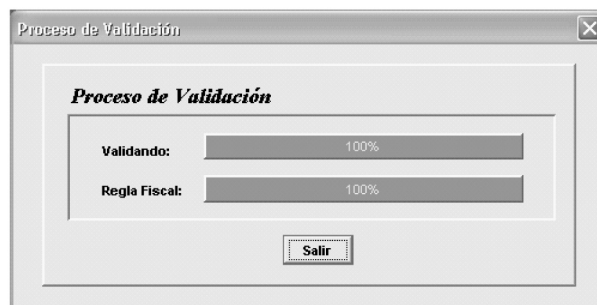 Proceso de Validación
Proceso de Validación
Validando: 100%
Regla Fiscal: 100%
Salir